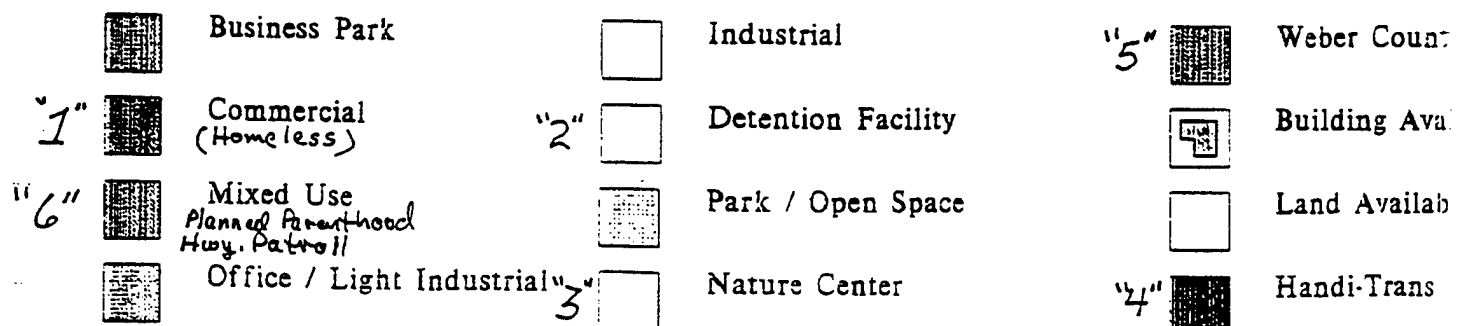 Business Park
"1" Commercial
(Homeless)
"6" Mixed Use
Planned Parenthood
Hwy. Patroll
Office / Light Industrial
Industrial
"2" Detention Facility
Park / Open Space
"3" Nature Center
"5" Weber Coun
Building Ava
Land Availab
"4" Handi-Trans